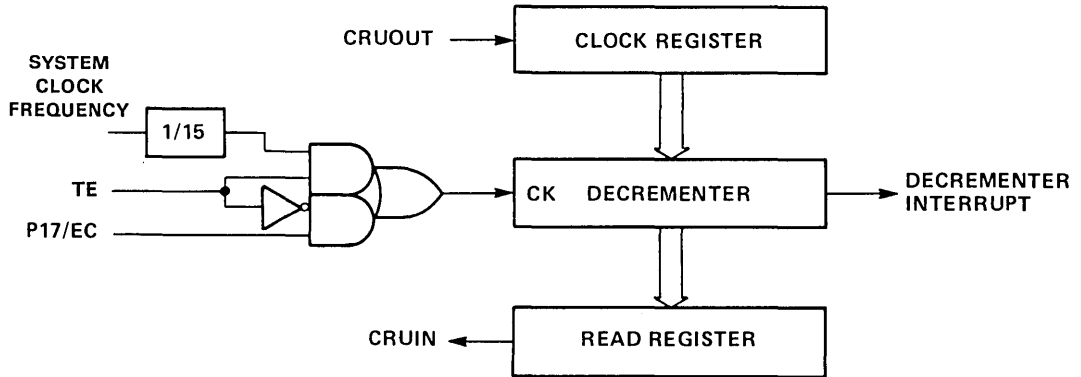 CRUOUT
CLOCK REGISTER
SYSTEM
CLOCK
FREQUENCY
1/15
TE
P17/EC
CK DECREMENTER
DECREMENTER
INTERRUPT
CRUIN
READ REGISTER